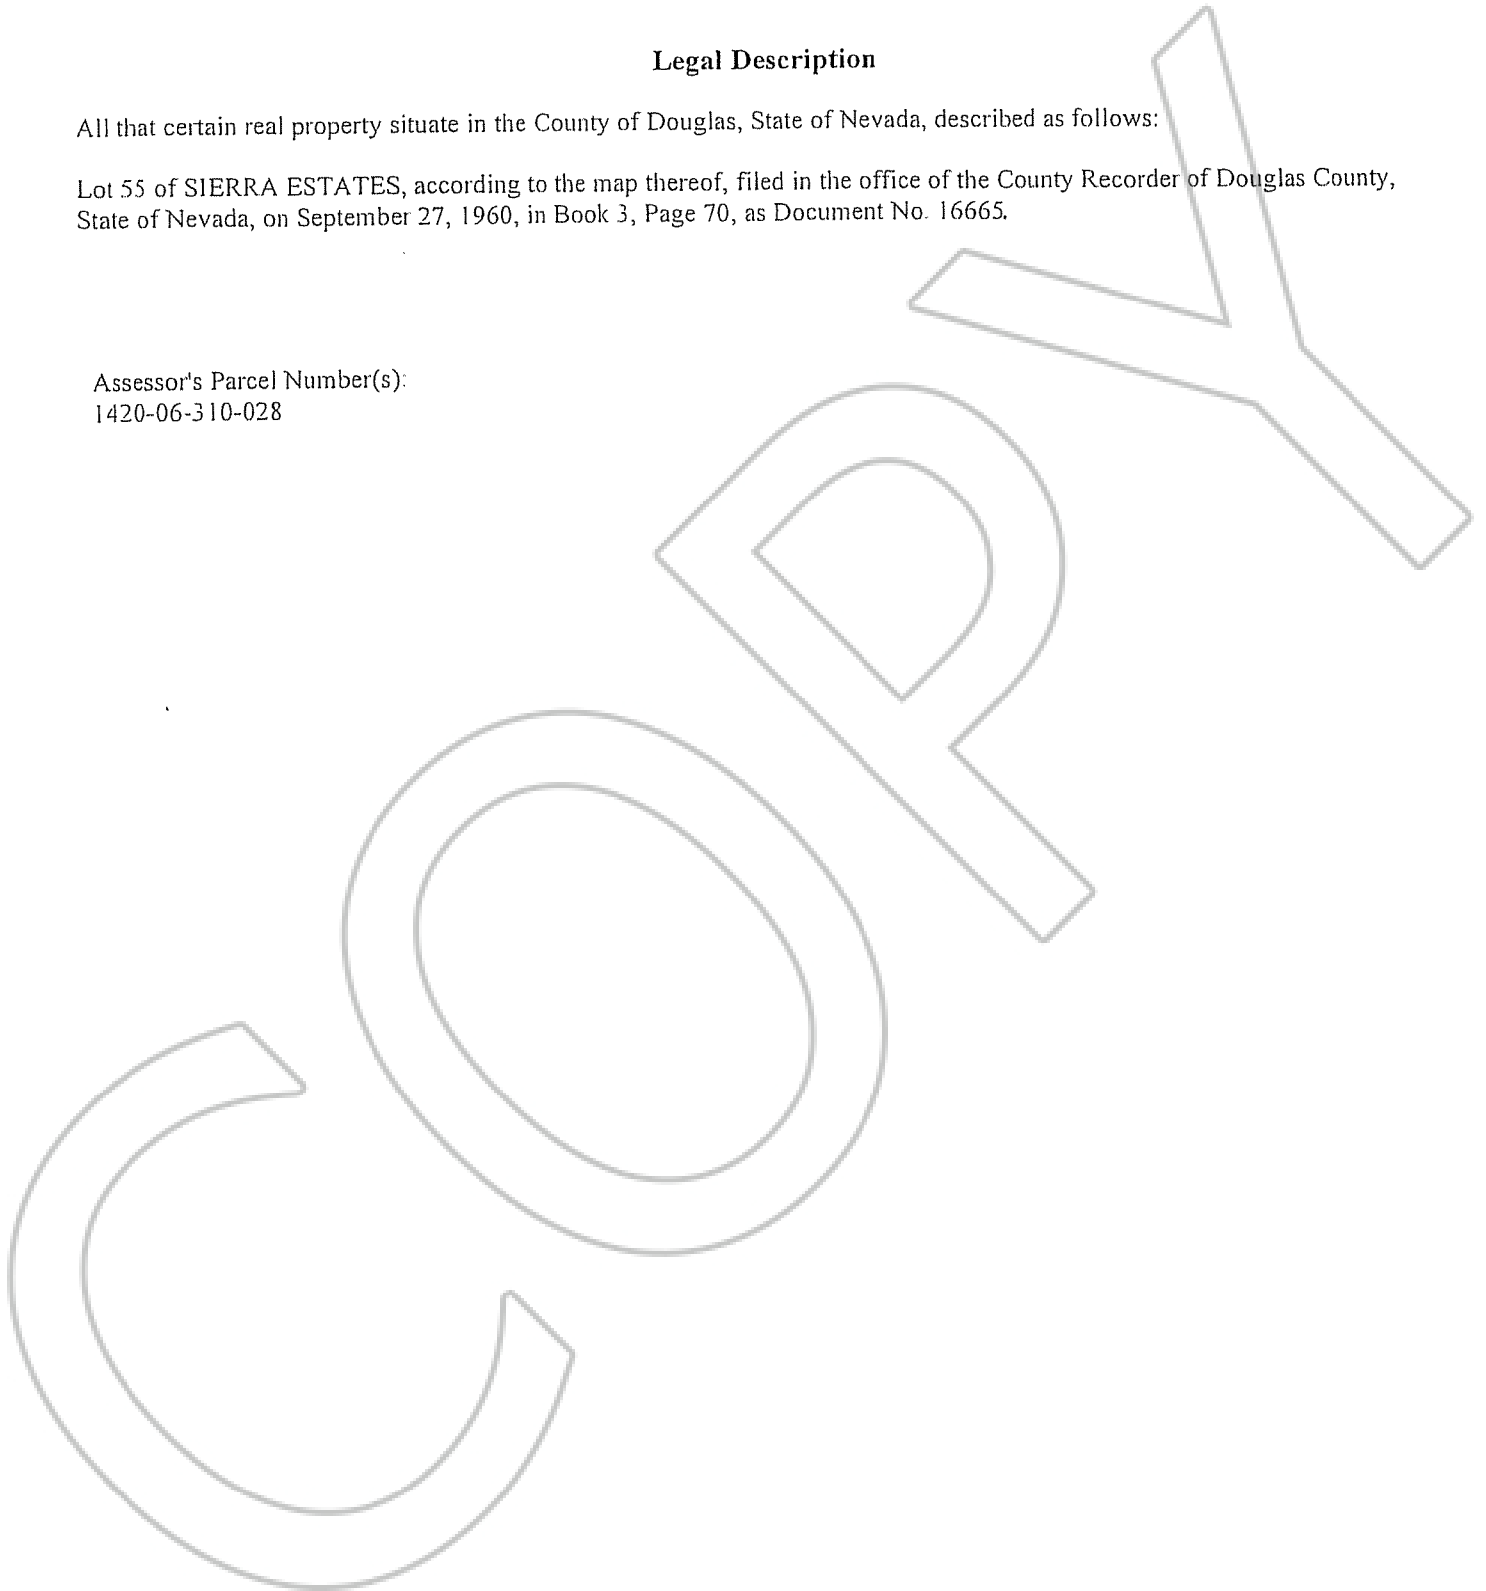 Legal Description
All that certain real property situate in the County of Douglas, State of Nevada, described as follows:
Lot 55 of SIERRA ESTATES, according to the map thereof, filed in the office of the County Recorder of Douglas County,
State of Nevada, on September 27, 1960, in Book 3, Page 70, as Document No. 16665.
Assessor's Parcel Number(s):
1420-06-310-028
COPY